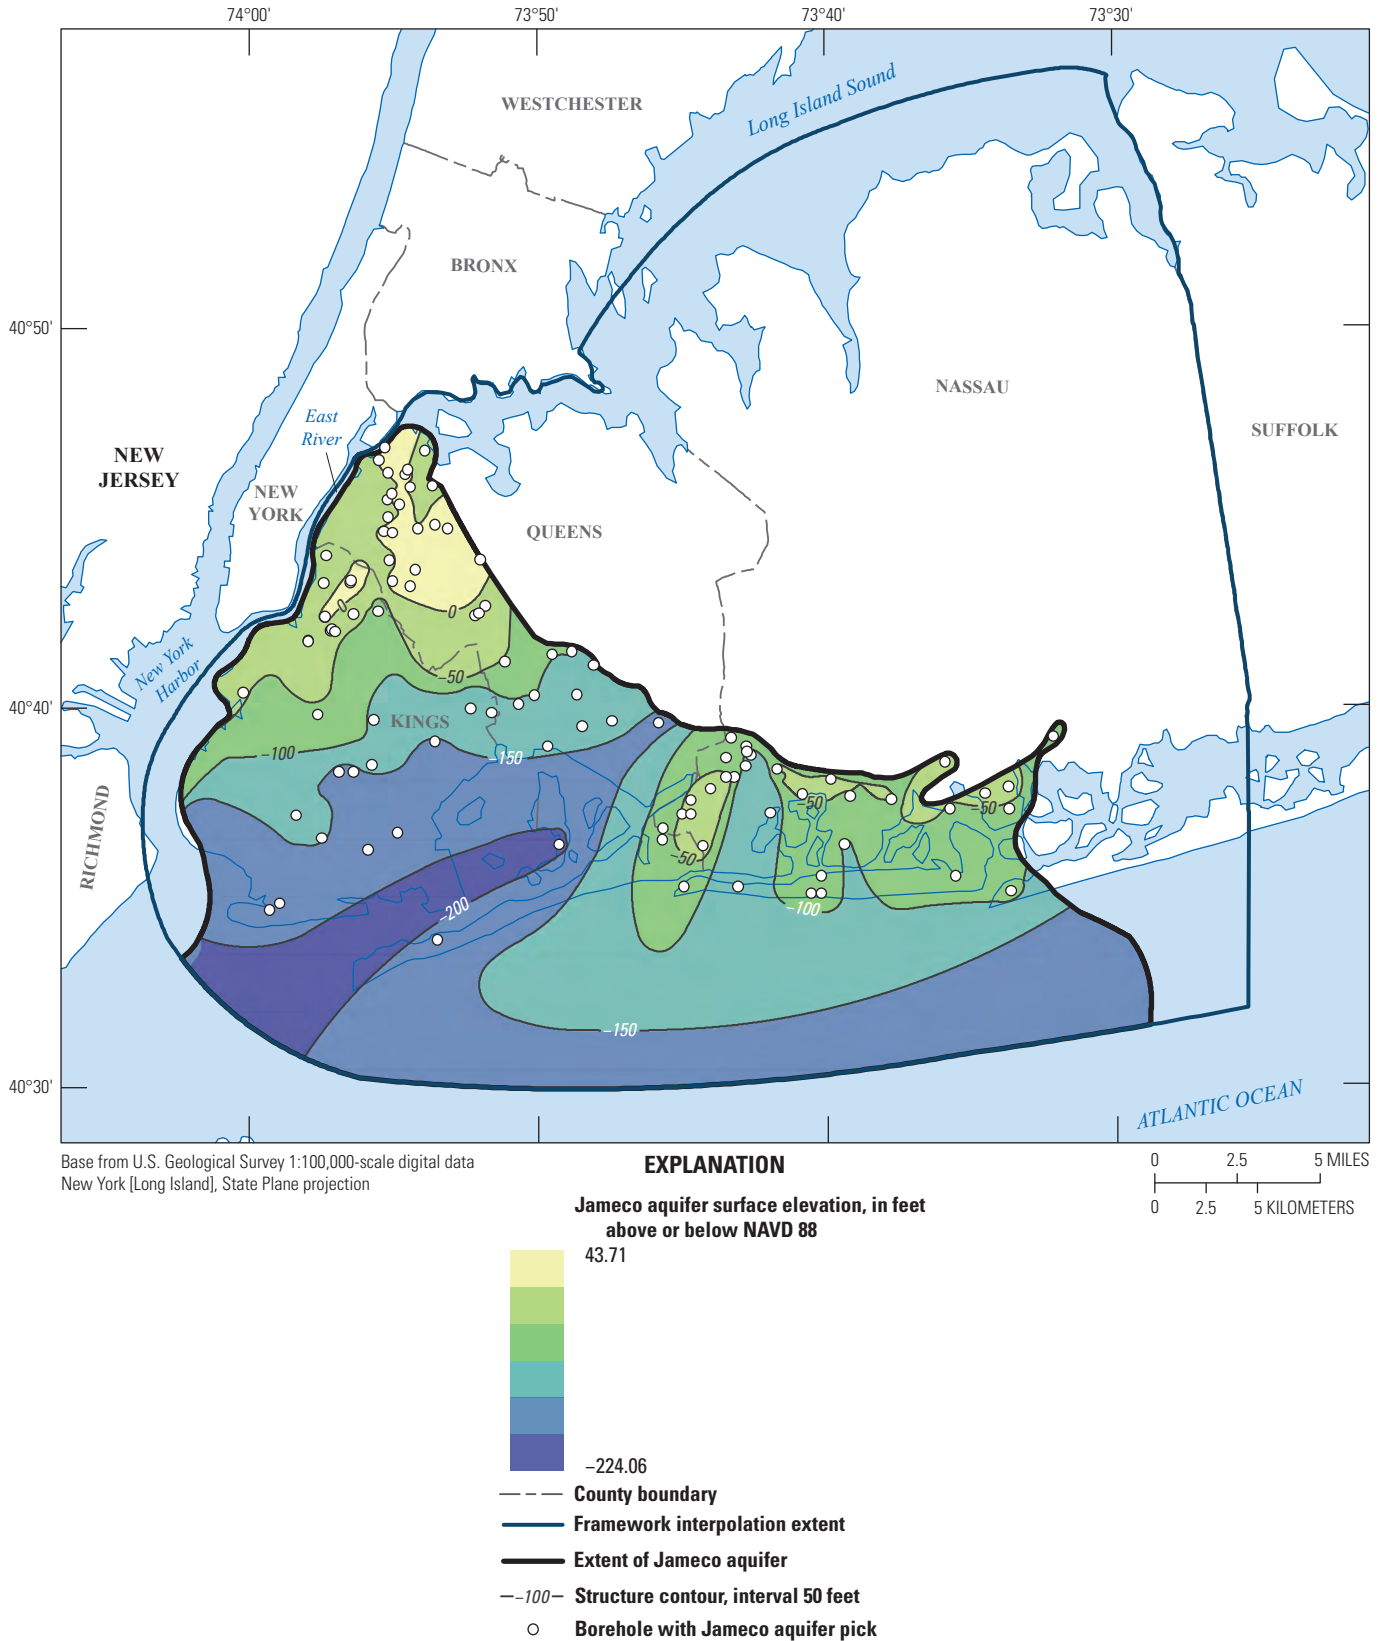 74°00'
73°50'
73°40'
73°30'
WESTCHESTER
Long Island Sound
BRONX
40°50'
NASSAU
SUFFOLK
East
River
NEW
JERSEY
NEW
YORK
QUEENS
0
0
New York
Harbor
–50
40°40'
KINGS
–100
–150
–50
–50
RICHMOND
–50
–200
–100
–150
40°30'
ATLANTIC OCEAN
Base from U.S. Geological Survey 1:100,000-scale digital data
New York [Long Island], State Plane projection
0 2.5 5 MILES
0 2.5 5 KILOMETERS
EXPLANATION
Jameco aquifer surface elevation, in feet
above or below NAVD 88
43.71
–224.06
County boundary
Framework interpolation extent
Extent of Jameco aquifer
–100 Structure contour, interval 50 feet
Borehole with Jameco aquifer pick